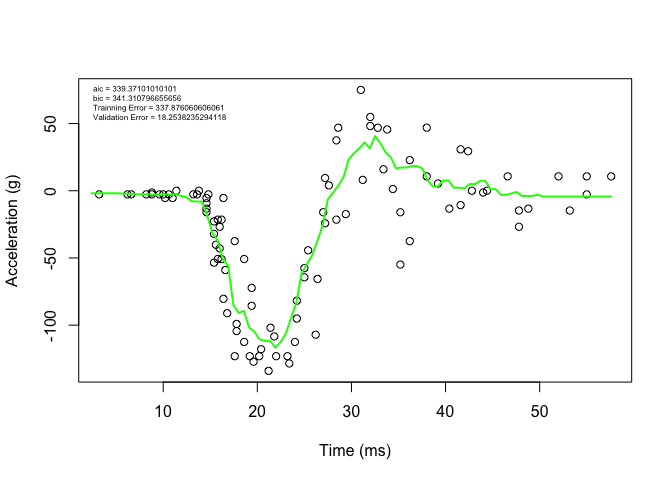 aic = 339.37101010101
bic = 341.310796655656
Trainning Error = 337.876060606061
Validation Error = 18.2538235294118
50
0
-50
-100
Acceleration (g)
10 20 30 40 50
Time (ms)